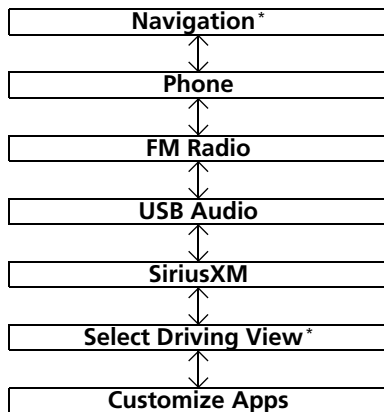 Navigation*
Phone
FM Radio
USB Audio
SiriusXM
Select Driving View*
Customize Apps